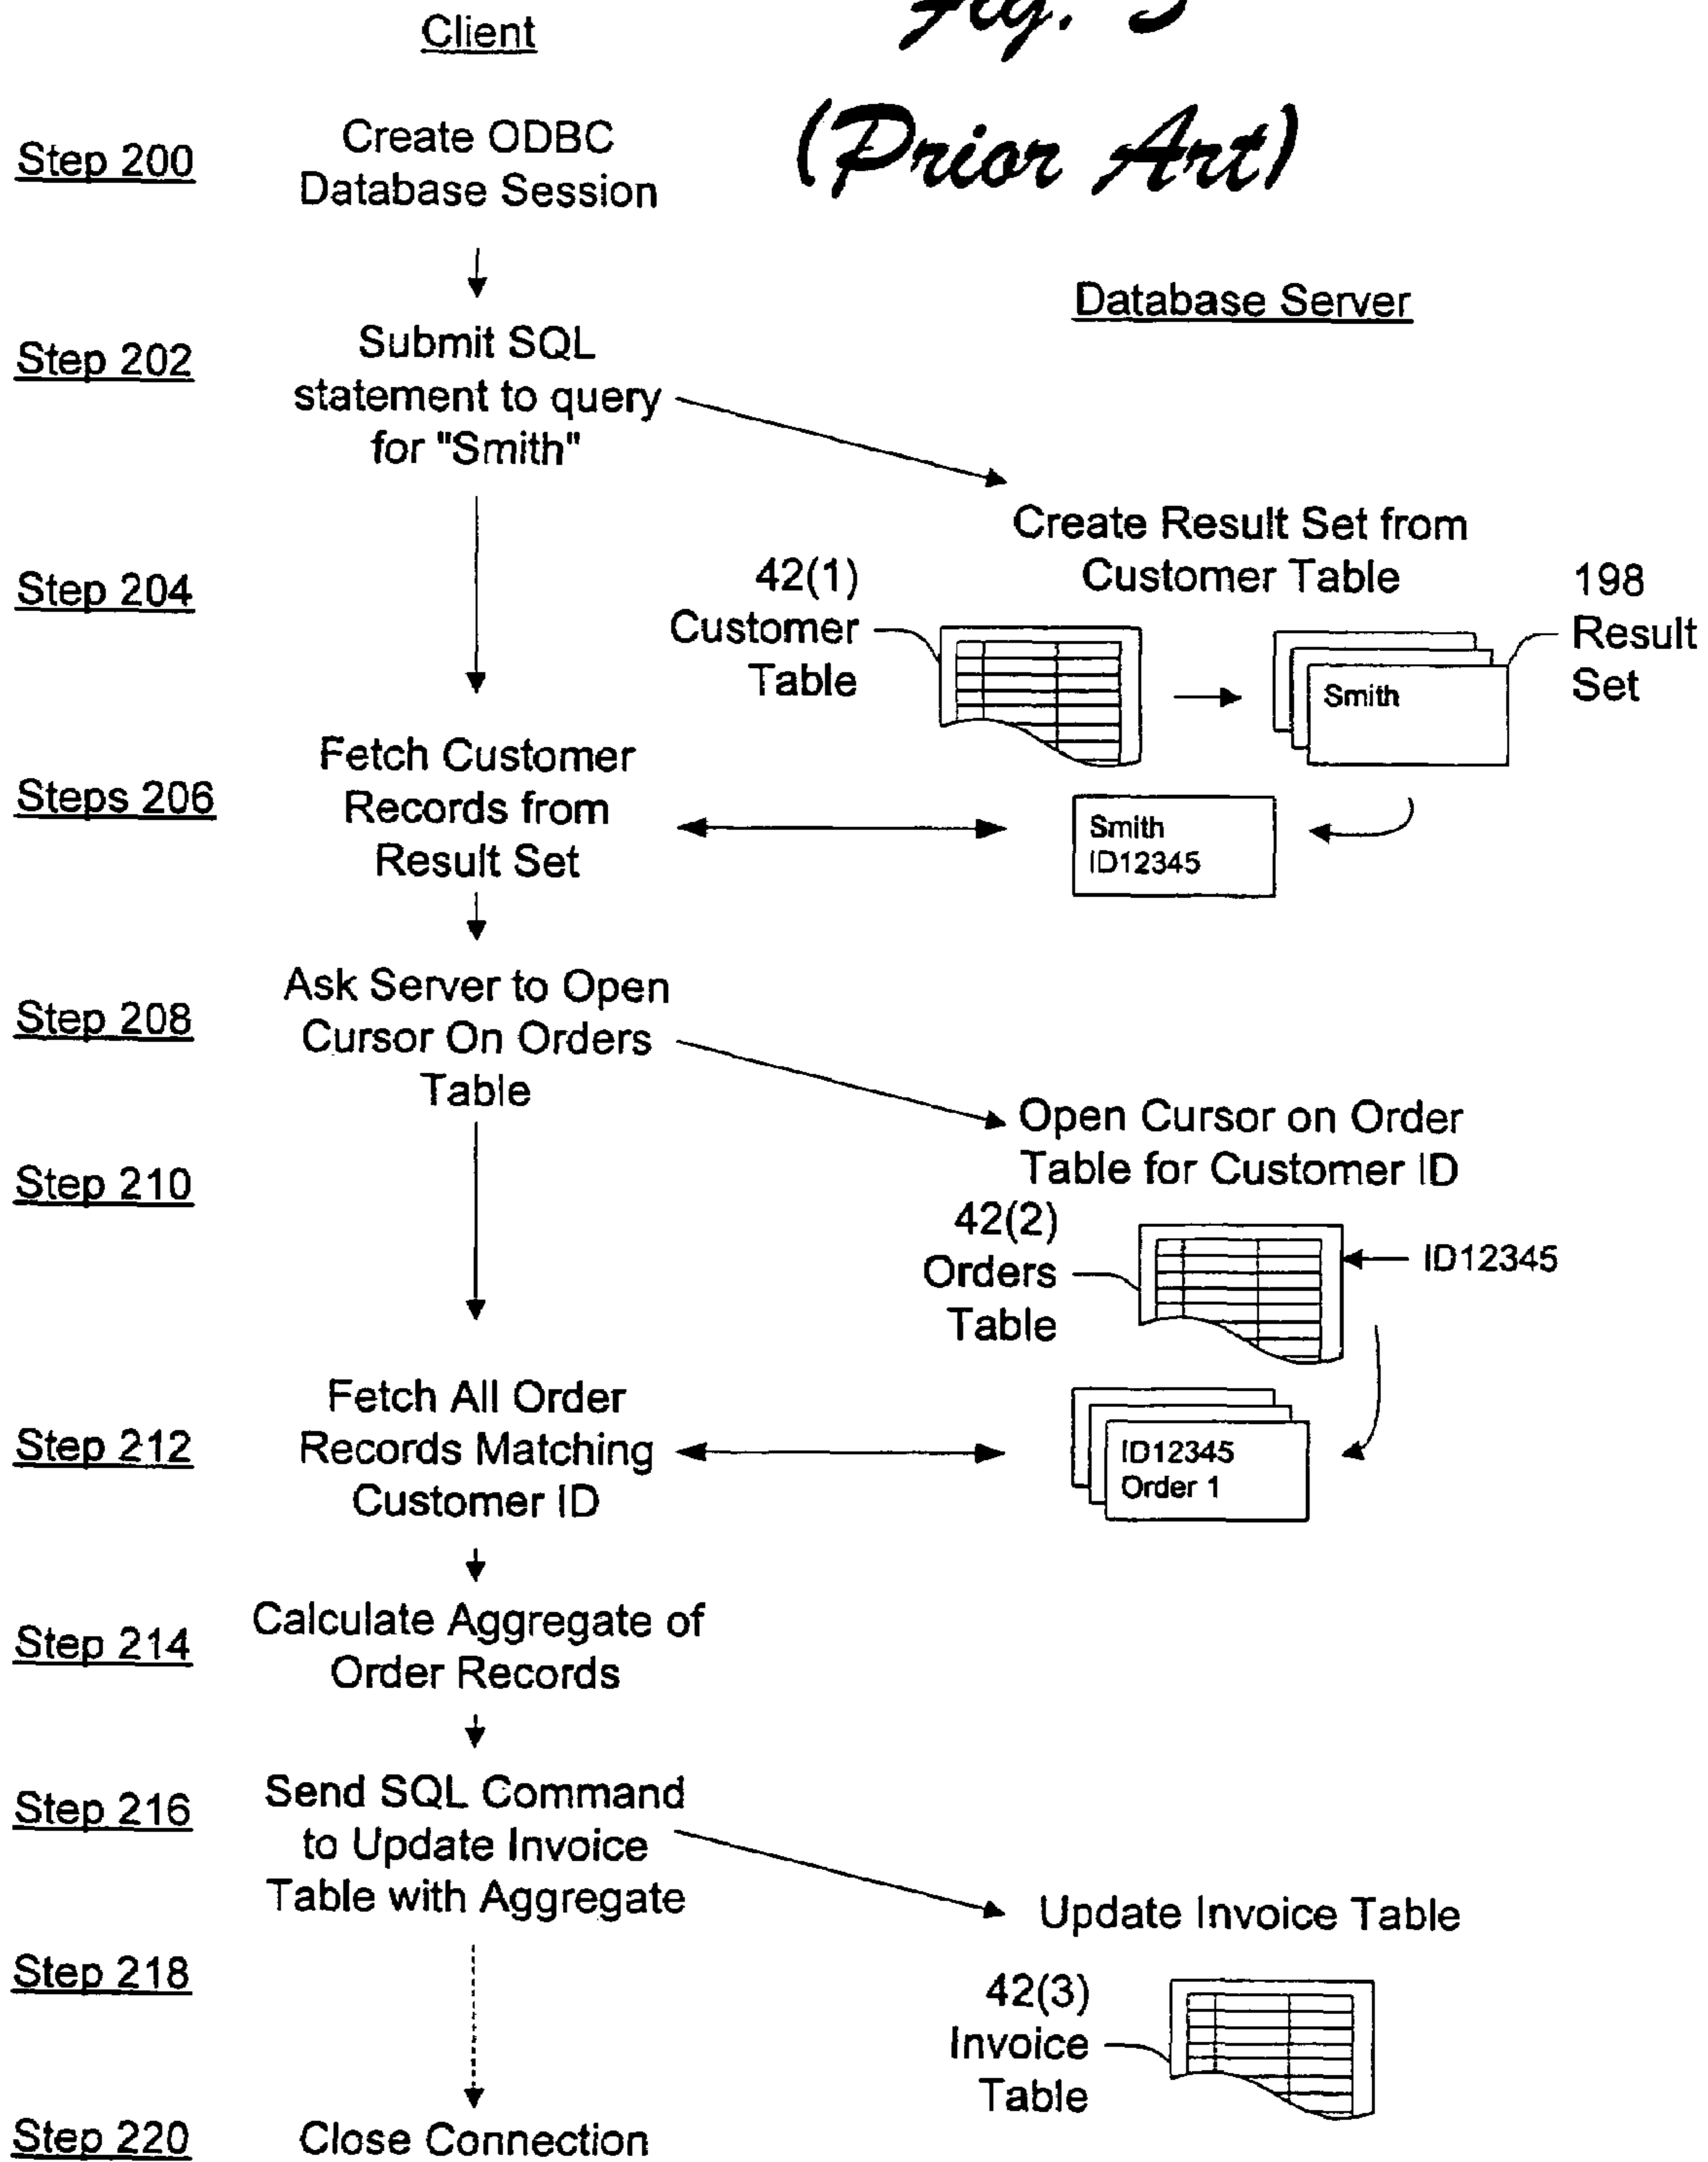 Client
Fig. 5
(Prior Art)
Step 200
Create ODBC
Database Session
Database Server
Step 202
Submit SQL
statement to query
for "Smith"
Create Result Set from
Customer Table
Step 204
42(1)
Customer
Table
198
Result
Set
Smith
Steps 206
Fetch Customer
Records from
Result Set
Smith
ID12345
Step 208
Ask Server to Open
Cursor On Orders
Table
Open Cursor on Order
Table for Customer ID
Step 210
42(2)
Orders
Table
ID12345
Step 212
Fetch All Order
Records Matching
Customer ID
ID12345
Order 1
Step 214
Calculate Aggregate of
Order Records
Step 216
Send SQL Command
to Update Invoice
Table with Aggregate
Update Invoice Table
Step 218
42(3)
Invoice
Table
Step 220
Close Connection